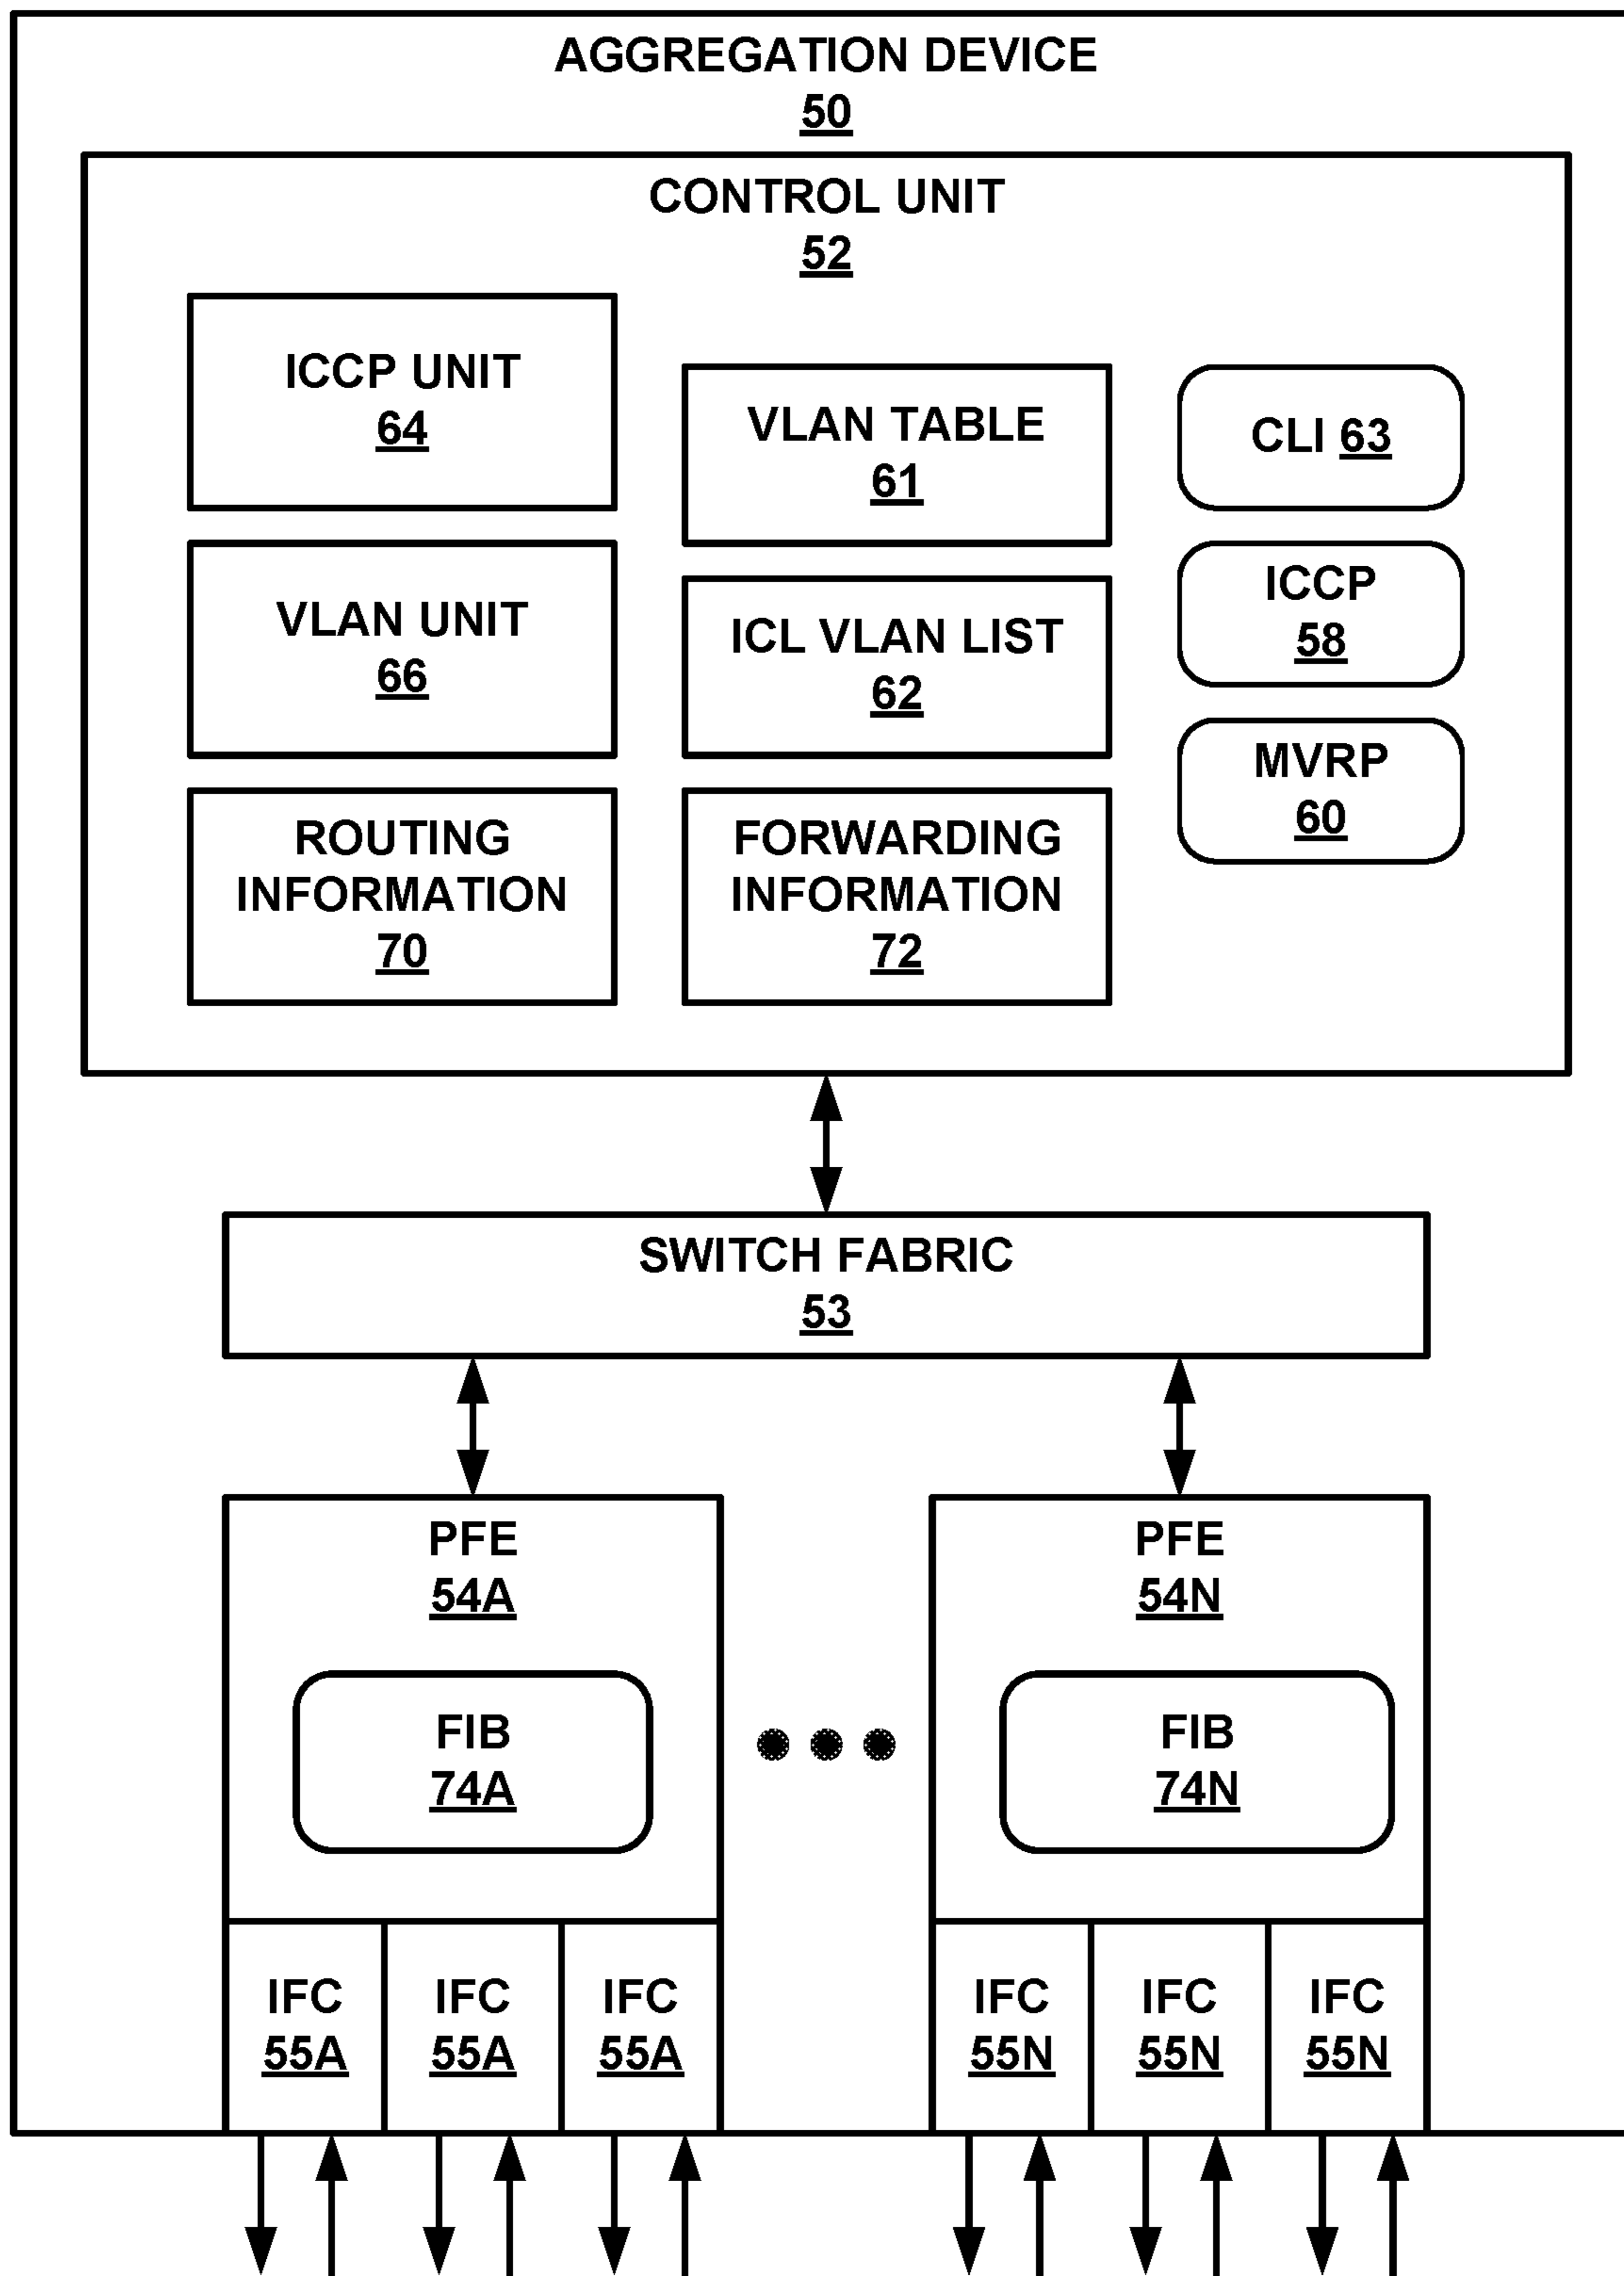 AGGREGATION DEVICE
50
CONTROL UNIT
52
ICCP UNIT
64
VLAN TABLE
61
CLI 63
VLAN UNIT
66
ICL VLAN LIST
62
ICCP
58
MVRP
60
ROUTING
INFORMATION
70
FORWARDING
INFORMATION
72
SWITCH FABRIC
53
PFE
54A
FIB
74A
PFE
54N
FIB
74N
IFC
55A
IFC
55A
IFC
55A
IFC
55N
IFC
55N
IFC
55N